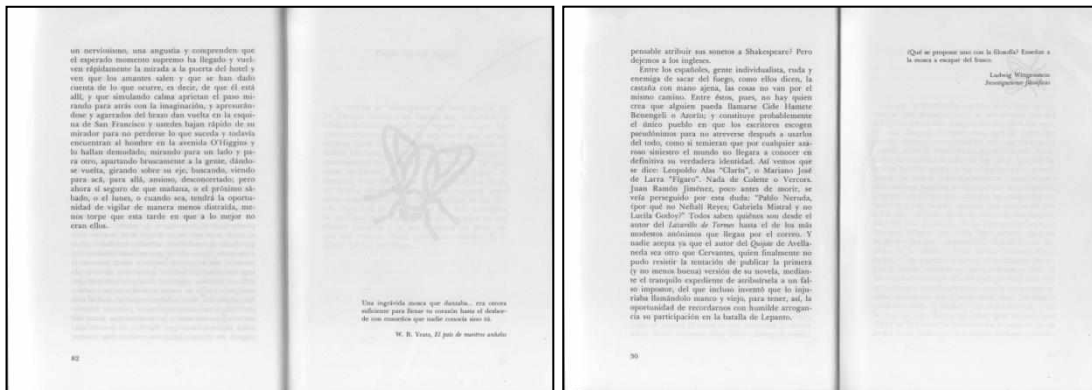 un nerviosismo, una angustia y comprenden que
el esperado momento supremo ha llegado y vuel-
ven rápidamente la mirada a la puerta del hotel y
ven que los amantes salen y que se han dado
cuenta de lo que ocurre, es decir, de que él está
allí, y que simulando calma aprietan el paso mi-
rando para atrás con la imaginación, y apresurán-
dose y agarrados del brazo dan vuelta en la esqui-
na de San Francisco y ustedes bajan rápido de su
mirador para no perderse lo que suceda y todavía
encuentran al hombre en la avenida O'Higgins y
lo hallan demudado, mirando para un lado y pa-
ra otro, apartando bruscamente a la gente, dándo-
se vuelta, girando sobre su eje, buscando, viendo
para acá, para allá, ansioso, desconcertado; pero
ahora sí seguro de que mañana, o el próximo sá-
bado, o el lunes, o cuando sea, tendrá la oportu-
nidad de vigilar de manera menos distraída, me-
nos torpe que esta tarde en que a lo mejor no
eran ellos.
82
Una ingrávida mosca que danzaba... era otrora
suficiente para llenar tu corazón hasta el desbor-
de con ensueños que nadie conocía sino tú.
W. B. Yeats, El país de nuestros anhelos
pensable atribuir sus sonetos a Shakespeare? Pero
dejemos a los ingleses.
Entre los españoles, gente individualista, ruda y
enemiga de sacar del fuego, como ellos dicen, la
castaña con mano ajena, las cosas no van por el
mismo camino. Entre éstos, pues, no hay quien
crea que alguien pueda llamarse Cide Hamete
Benengeli o Azorín; y constituye probablemente
el único pueblo en que los escritores escogen
pseudónimos para no atreverse después a usarlos
del todo, como si temieran que por cualquier aza-
roso siniestro el mundo no llegara a conocer en
definitiva su verdadera identidad. Así vemos que
se dice: Leopoldo Alas "Clarín", o Mariano José
de Larra "Fígaro". Nada de Colette o Vercors.
Juan Ramón Jiménez, poco antes de morir, se
veía perseguido por esta duda: "Pablo Neruda,
(por qué no Neftalí Reyes; Gabriela Mistral y no
Lucila Godoy?" Todos saben quiénes son desde el
autor del Lazarillo de Tormes hasta el de los más
modestos anónimos que llegan por el correo. Y
nadie acepta ya que el autor del Quijote de Avella-
neda sea otro que Cervantes, quien finalmente no
pudo resistir la tentación de publicar la primera
(y no menos buena) versión de su novela, median-
te el tranquilo expediente de atribuírsela a un fal-
so impostor, del que incluso inventó que lo inju-
riaba llamándolo manco y viejo, para tener, así, la
oportunidad de recordarnos con humilde arrogan-
cia su participación en la batalla de Lepanto.
90
¿Qué se propone uno con la filosofía? Enseñar a
la mosca a escapar del frasco.
Ludwig Wittgenstein
Investigaciones filosóficas